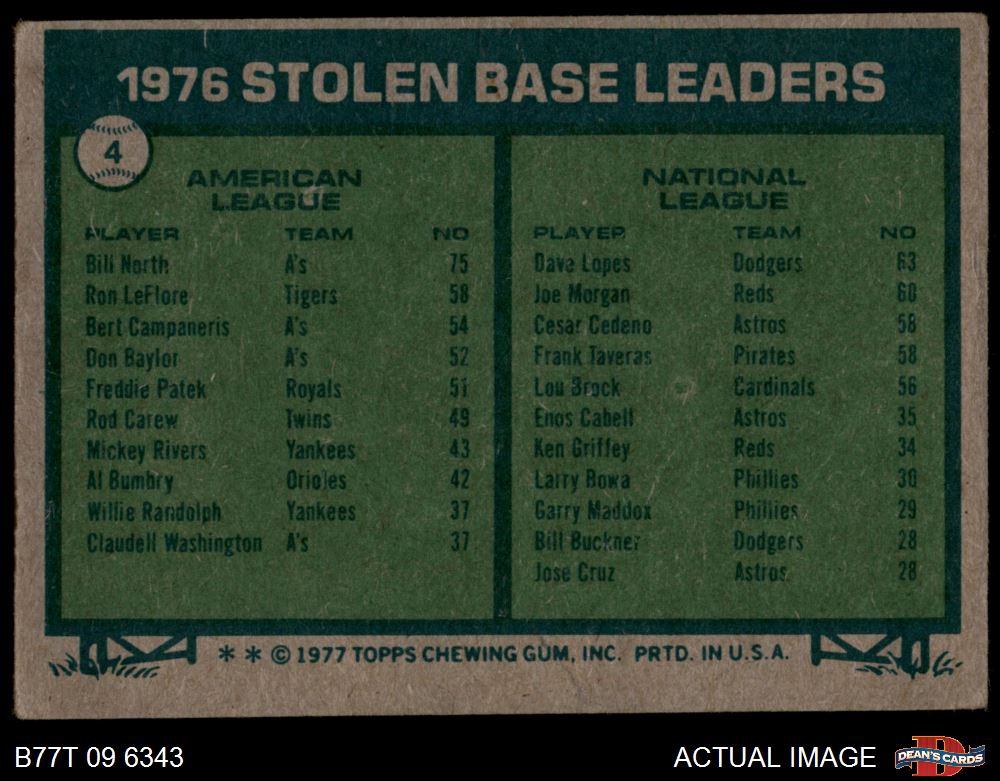 1976 STOLEN BASE LEADERS
4
AMERICAN
LEAGUE
PLAYER TEAM NO
Bill North A's 75
Ron LeFlore Tigers 58
Bert Campaneris A's 54
Don Baylor A's 52
Freddie Patek Royals 51
Rod Carew Twins 49
Mickey Rivers Yankees 43
Al Bumbry Orioles 42
Willie Randolph Yankees 37
Claudell Washington A's 37
NATIONAL
LEAGUE
PLAYER TEAM NO
Dave Lopes Dodgers 63
Joe Morgan Reds 60
Cesar Cedeno Astros 58
Frank Taveras Pirates 58
Lou Brock Cardinals 56
Enos Cabell Astros 35
Ken Griffey Reds 34
Larry Bowa Phillies 30
Garry Maddox Phillies 29
Bill Buckner Dodgers 28
Jose Cruz Astros 28
* * © 1977 TOPPS CHEWING GUM, INC. PRTD. IN U.S.A.
B77T 09 6343
ACTUAL IMAGE
D
DEAN'S CARDS